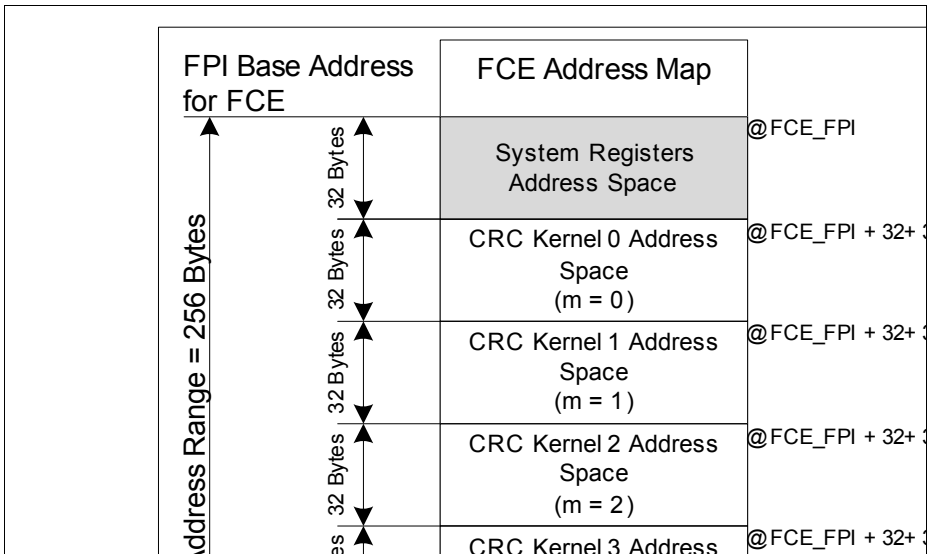 FPI Base Address
for FCE
FCE Address Map
@FCE_FPI
32 Bytes
System Registers
Address Space
Address Range = 256 Bytes
32 Bytes
CRC Kernel 0 Address
Space
(m = 0)
@FCE_FPI + 32+
32 Bytes
CRC Kernel 1 Address
Space
(m = 1)
@FCE_FPI + 32+
32 Bytes
CRC Kernel 2 Address
Space
(m = 2)
@FCE_FPI + 32+
CRC Kernel 3 Address
@FCE_FPI + 32+